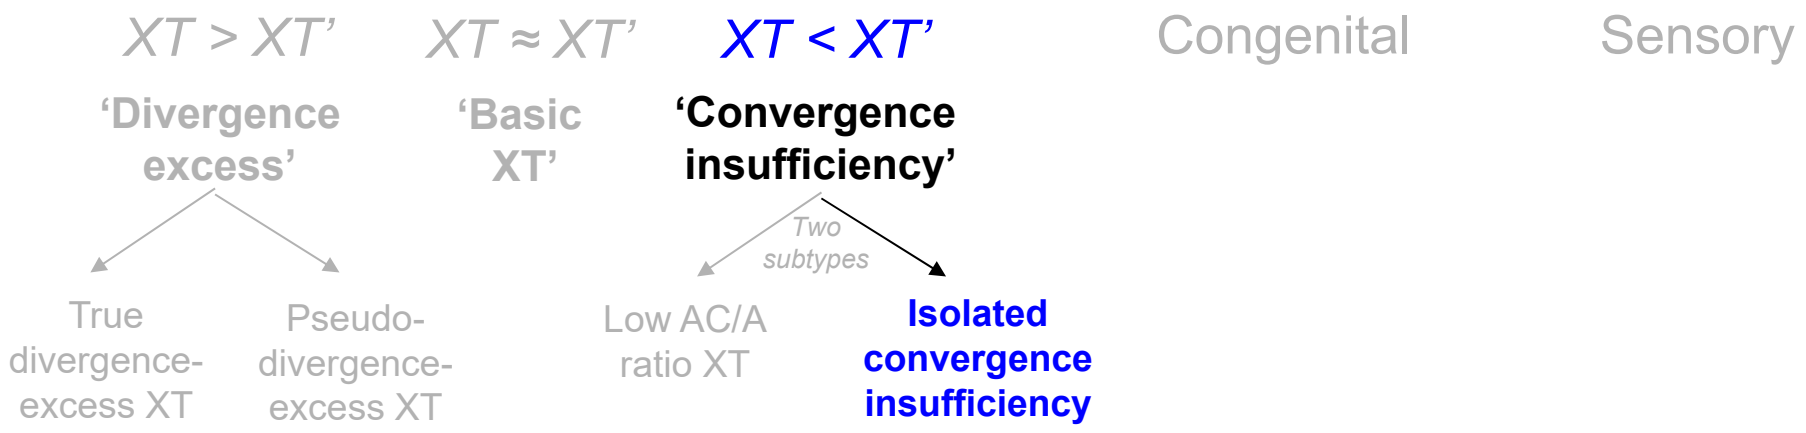 XT > XT’ XT ≈ XT’ XT < XT’ Congenital Sensory
‘Divergence
excess’
‘Basic
XT’
‘Convergence
insufficiency’
Two
subtypes
True
divergence-
excess XT
Pseudo-
divergence-
excess XT
Low AC/A
ratio XT
Isolated
convergence
insufficiency